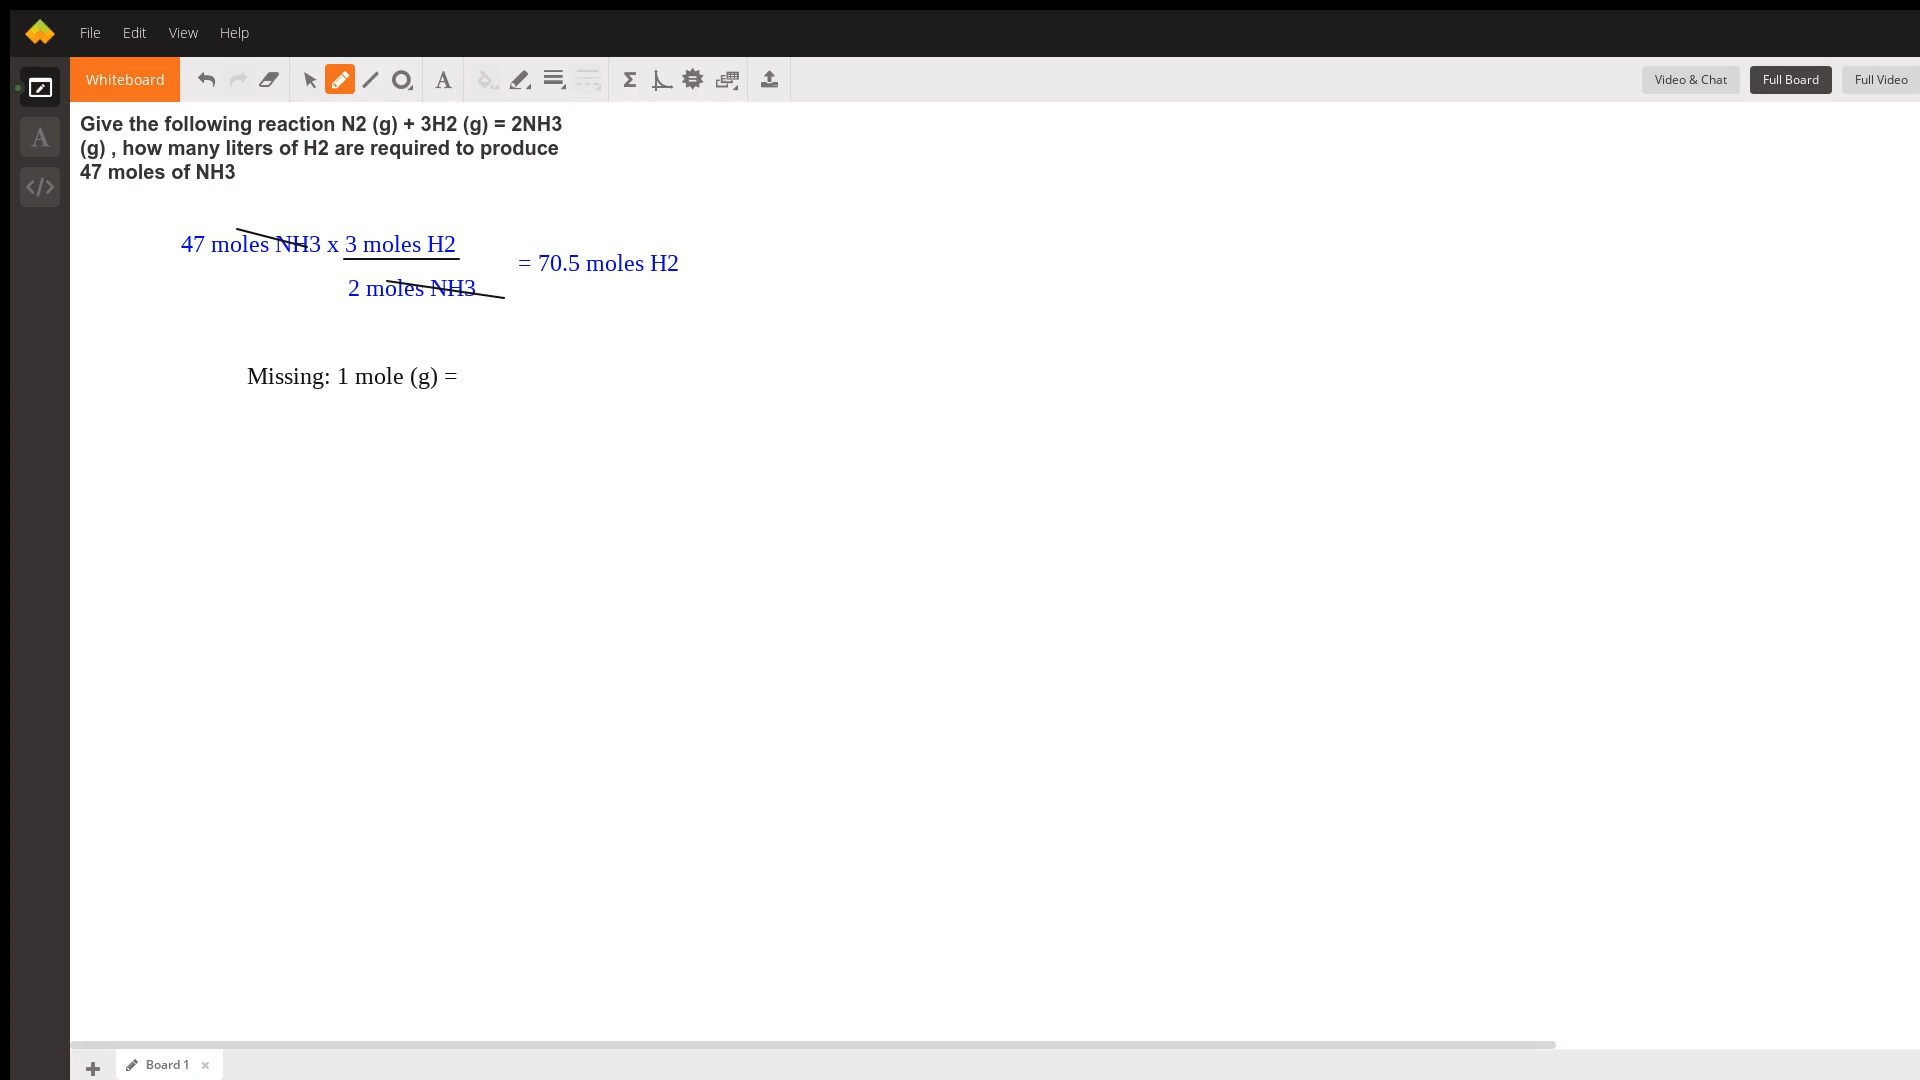 File Edit View Help
Whiteboard
Video & Chat Full Board Full Video
Give the following reaction N2 (g) + 3H2 (g) = 2NH3
(g) , how many liters of H2 are required to produce
47 moles of NH3
47 moles NH3 x 3 moles H2
= 70.5 moles H2
2 moles NH3
Missing: 1 mole (g) =
Board 1